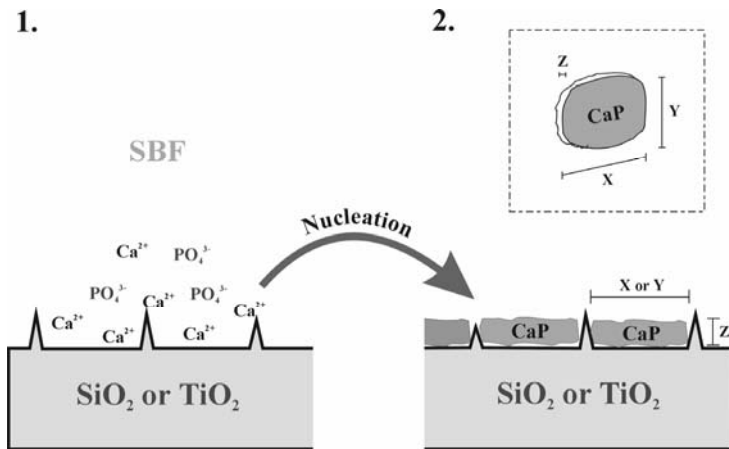 1.
SBF
Ca²⁺ PO₄³⁻
PO₄³⁻ Ca²⁺ PO₄³⁻ Ca²⁺
Ca²⁺ Ca²⁺ Ca²⁺
SiO₂ or TiO₂
Nucleation
2.
Z
CaP
Y
X
X or Y
CaP CaP Z
SiO₂ or TiO₂